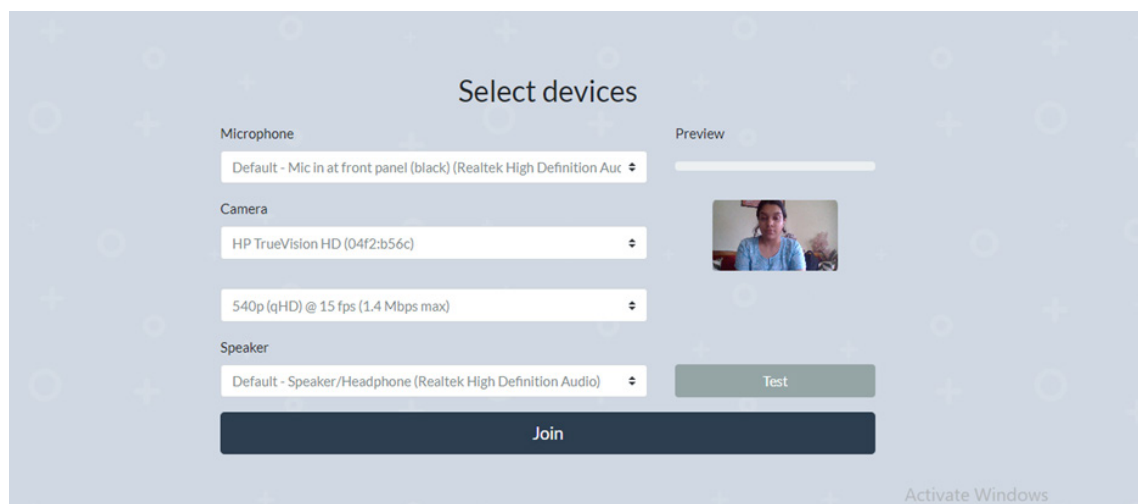 Select devices
Microphone
Preview
Default - Mic in at front panel (black) (Realtek High Definition Auc
Camera
HP TrueVision HD (04f2:b56c)
540p (qHD) @ 15 fps (1.4 Mbps max)
Speaker
Default - Speaker/Headphone (Realtek High Definition Audio)
Test
Join
Activate Windows